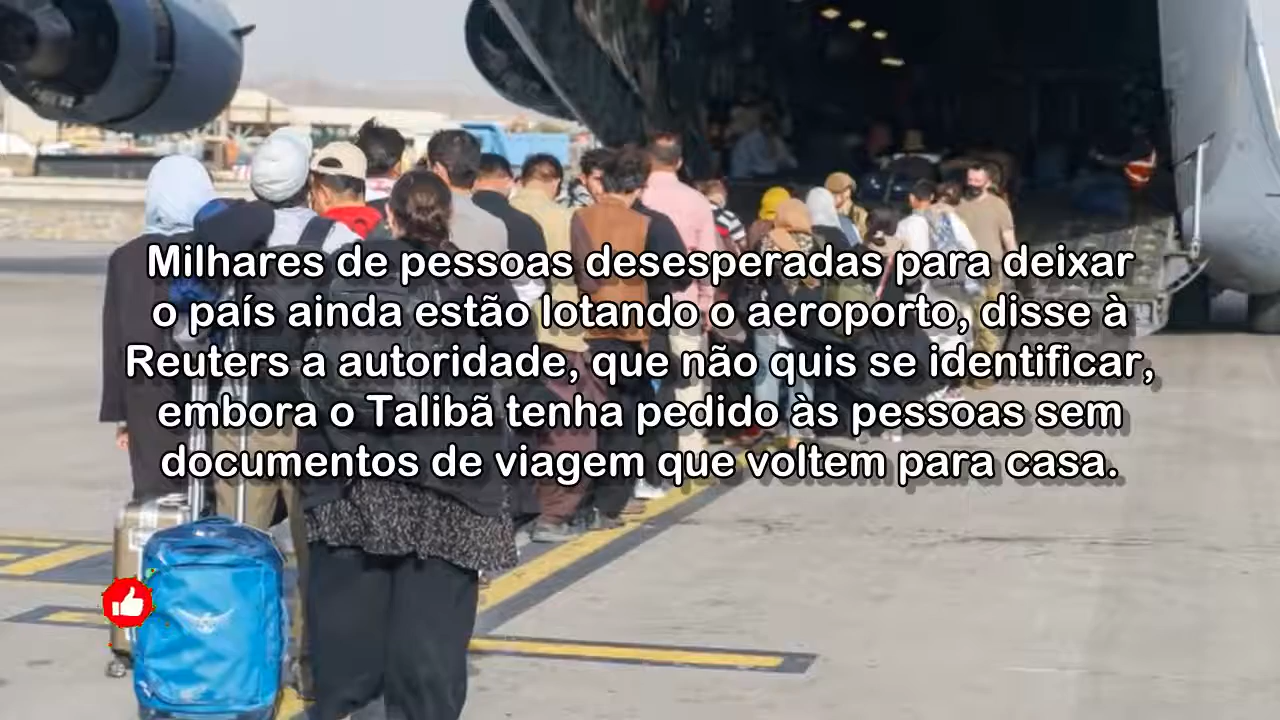 Milhares de pessoas desesperadas para deixar
o país ainda estão lotando o aeroporto, disse à
Reuters a autoridade, que não quis se identificar,
embora o Talibã tenha pedido às pessoas sem
documentos de viagem que voltem para casa.